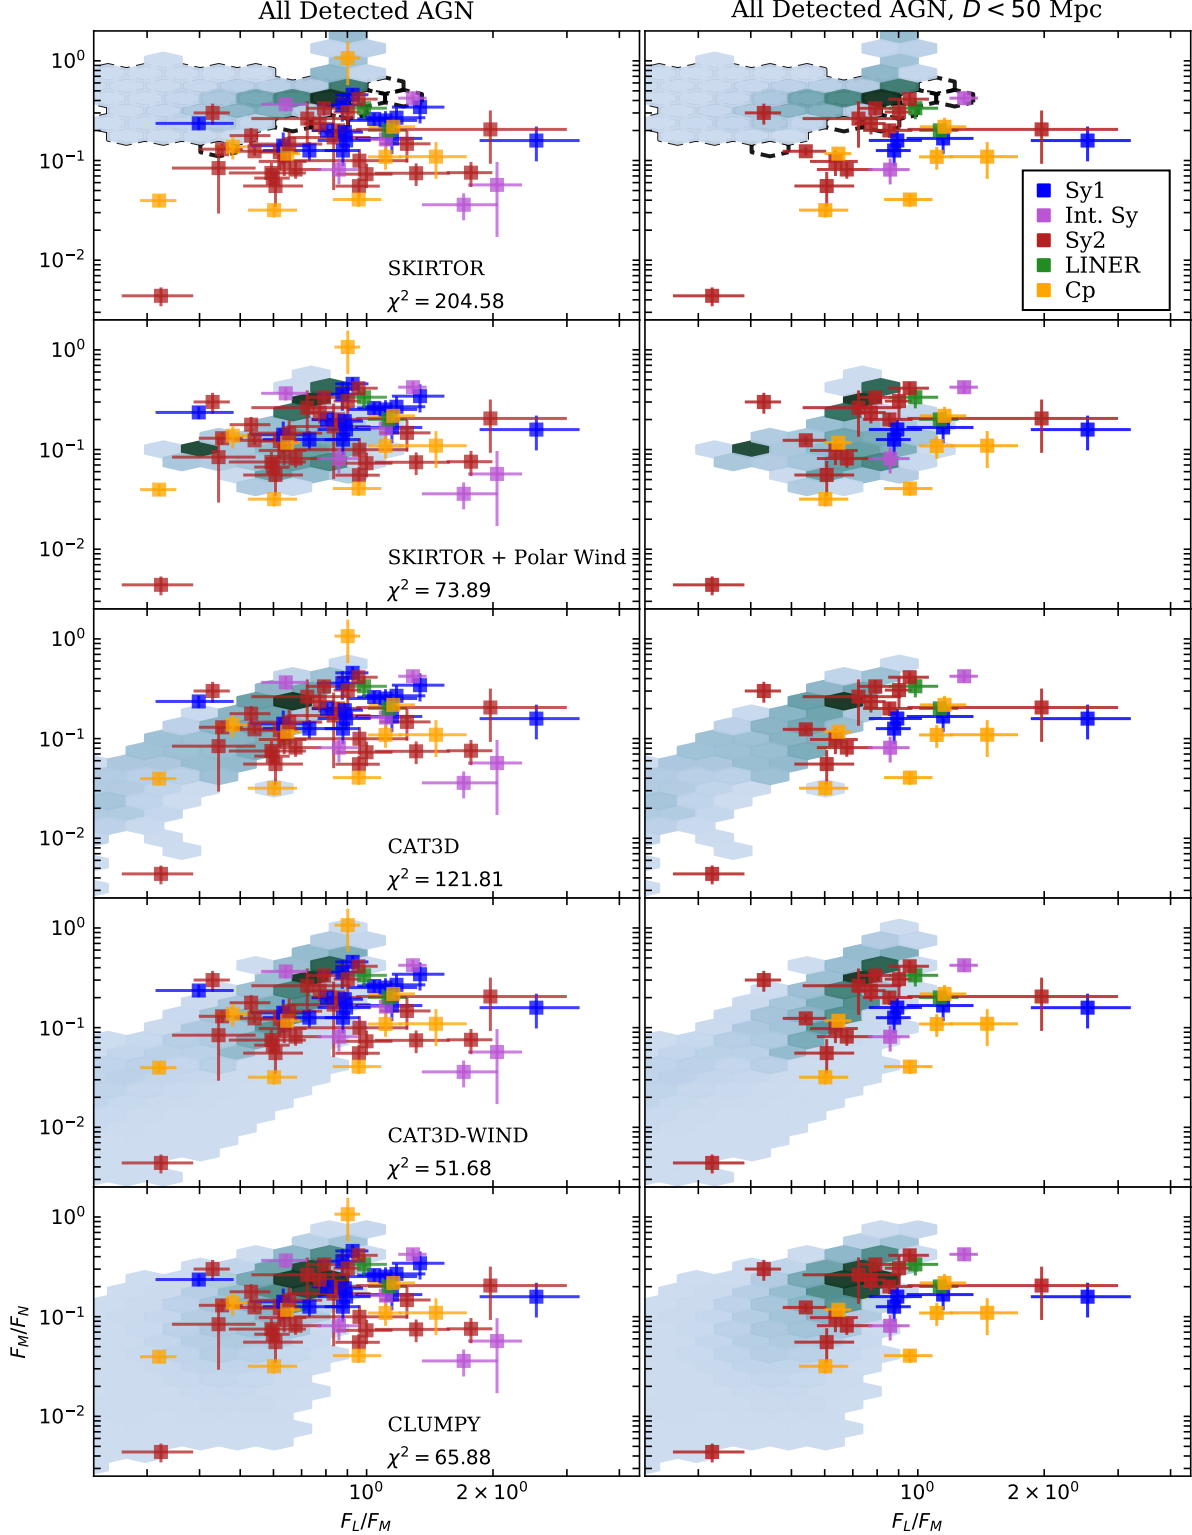 All Detected AGN
All Detected AGN, D < 50 Mpc
10⁰
10⁻¹
10⁻²
SKIRTOR
χ² = 204.58
Sy1
Int. Sy
Sy2
LINER
Cp
10⁰
10⁻¹
10⁻²
SKIRTOR + Polar Wind
χ² = 73.89
10⁰
10⁻¹
10⁻²
CAT3D
χ² = 121.81
10⁰
10⁻¹
10⁻²
CAT3D-WIND
χ² = 51.68
10⁰
10⁻¹
10⁻²
F_M/F_N
CLUMPY
χ² = 65.88
10⁰ 2 × 10⁰ 10⁰ 2 × 10⁰
F_L/F_M F_L/F_M